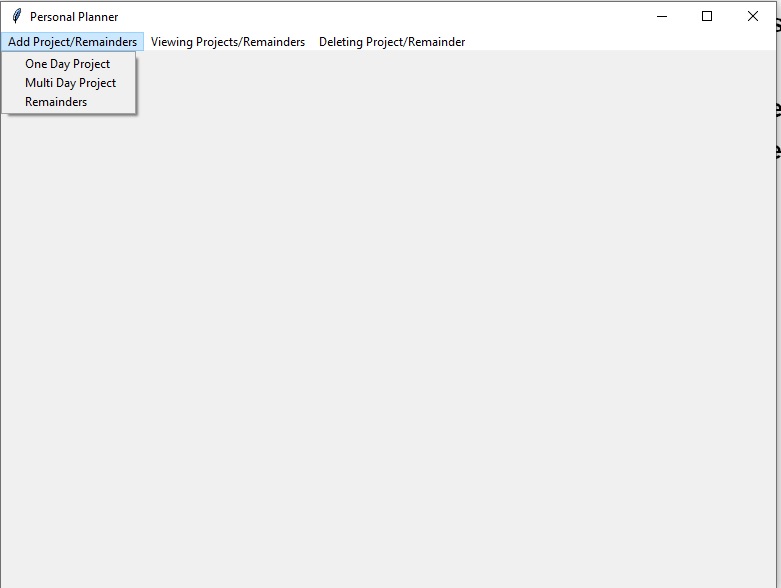 Personal Planner
Add Project/Remainders Viewing Projects/Remainders Deleting Project/Remainder
One Day Project
Multi Day Project
Remainders